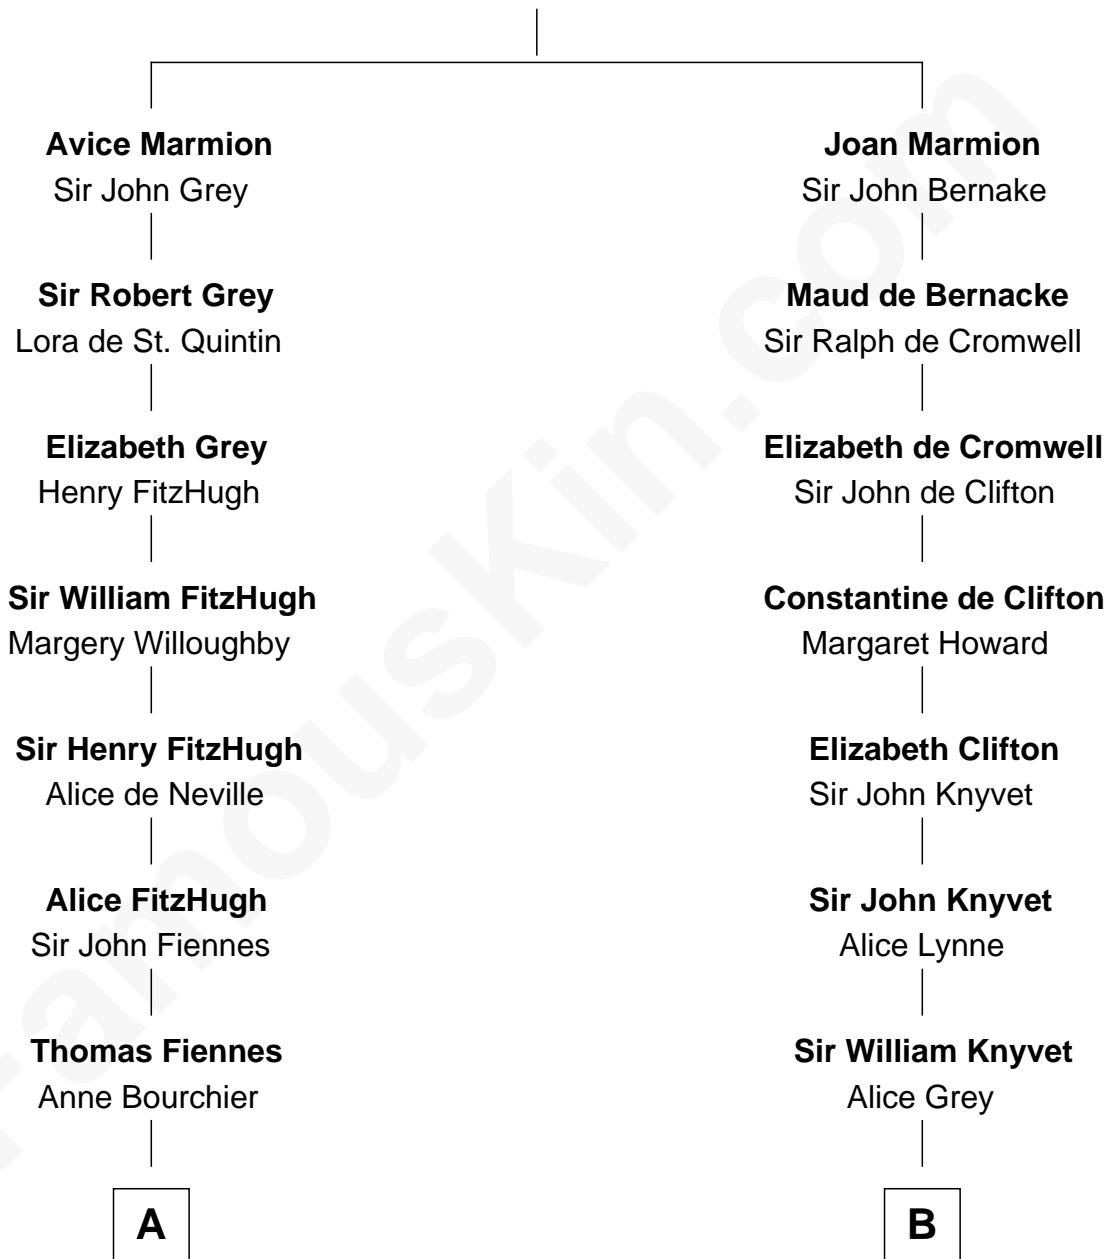 Avice Marmion
Sir John Grey
Sir Robert Grey
Lora de St. Quintin
Elizabeth Grey
Henry FitzHugh
Sir William FitzHugh
Margery Willoughby
Sir Henry FitzHugh
Alice de Neville
Alice FitzHugh
Sir John Fiennes
Thomas Fiennes
Anne Bourchier
A
Joan Marmion
Sir John Bernake
Maud de Bernacke
Sir Ralph de Cromwell
Elizabeth de Cromwell
Sir John de Clifton
Constantine de Clifton
Margaret Howard
Elizabeth Clifton
Sir John Knyvet
Sir John Knyvet
Alice Lynne
Sir William Knyvet
Alice Grey
B
FamousKin.com